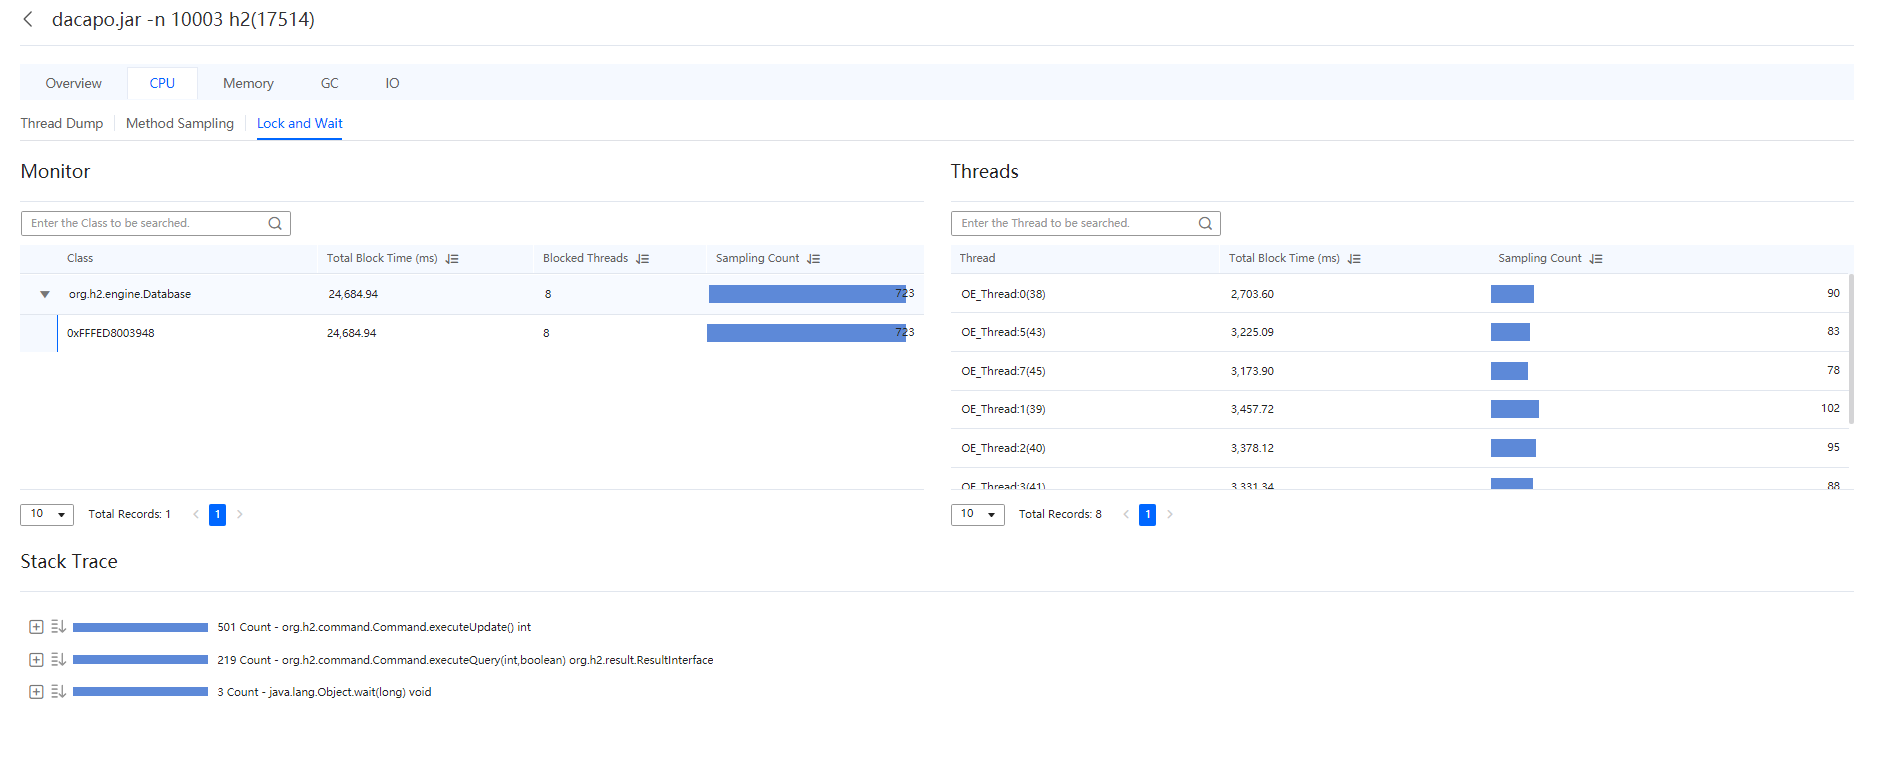 dacapo.jar -n 10003 h2(17514)
Overview CPU Memory GC IO
Thread Dump Method Sampling Lock and Wait
Monitor
Enter the Class to be searched.
Class Total Block Time (ms) Blocked Threads Sampling Count
org.h2.engine.Database 24,684.94 8 723
0xFFFED8003948 24,684.94 8 723
10 Total Records: 1 1
Threads
Enter the Thread to be searched.
Thread Total Block Time (ms) Sampling Count
OE_Thread:0(38) 2,703.60 90
OE_Thread:5(43) 3,225.09 83
OE_Thread:7(45) 3,173.90 78
OE_Thread:1(39) 3,457.72 102
OE_Thread:2(40) 3,378.12 95
OE_Thread:3(41) 3,331.34 88
10 Total Records: 8 1
Stack Trace
501 Count - org.h2.command.Command.executeUpdate() int
219 Count - org.h2.command.Command.executeQuery(int,boolean) org.h2.result.ResultInterface
3 Count - java.lang.Object.wait(long) void